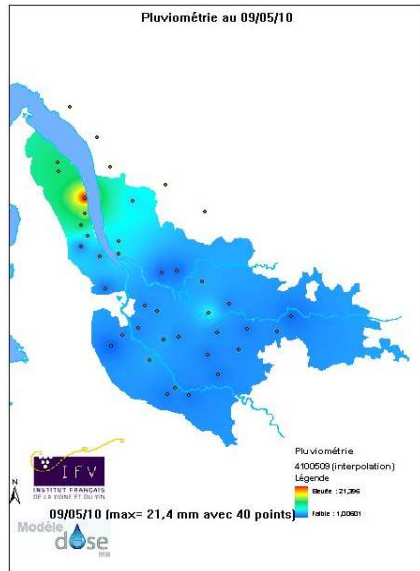 Pluviométrie au 09/05/10
Pluviométrie
4100509 (interpolation)
Légende
Elevée : 21,396
Faible : 1,00601
IFV
INSTITUT FRANÇAIS
DE LA VIGNE ET DU VIN
N
09/05/10 (max= 21,4 mm avec 40 points)
Modèle
dose